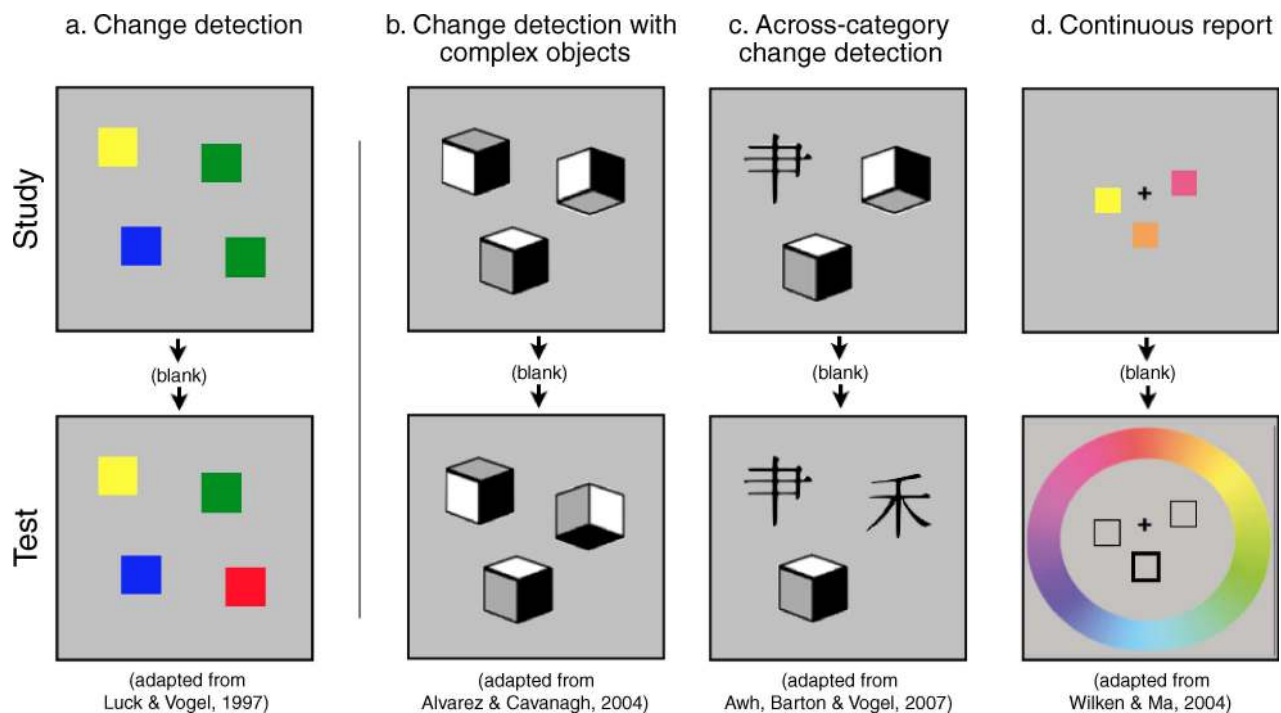 a. Change detection
b. Change detection with
complex objects
c. Across-category
change detection
d. Continuous report
Study
(blank)
(blank)
(blank)
(blank)
Test
禾
(adapted from
Luck & Vogel, 1997)
(adapted from
Alvarez & Cavanagh, 2004)
(adapted from
Awh, Barton & Vogel, 2007)
(adapted from
Wilken & Ma, 2004)